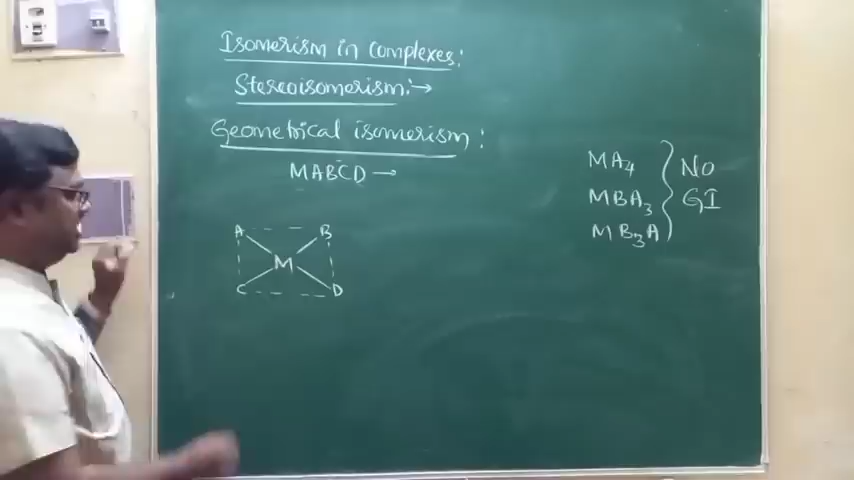 Isomerism in complexes:
Stereoisomerism:→
Geometrical isomerism:
MABCD →
MA4
MBA3
MB3A
NO
GI
A B
M
C D